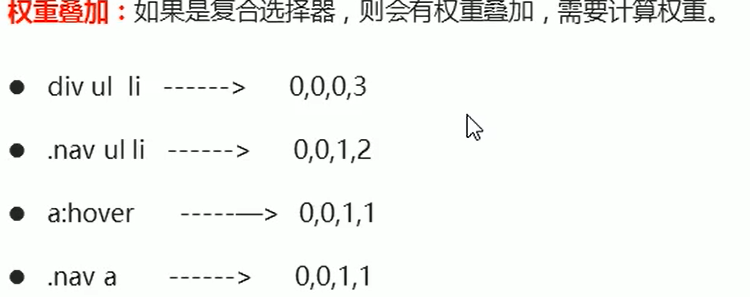 权重叠加：如果是复合选择器，则会有权重叠加，需要计算权重。
● div ul li ------> 0,0,0,3
● .nav ul li ------> 0,0,1,2
● a:hover -----—> 0,0,1,1
● .nav a ------> 0,0,1,1